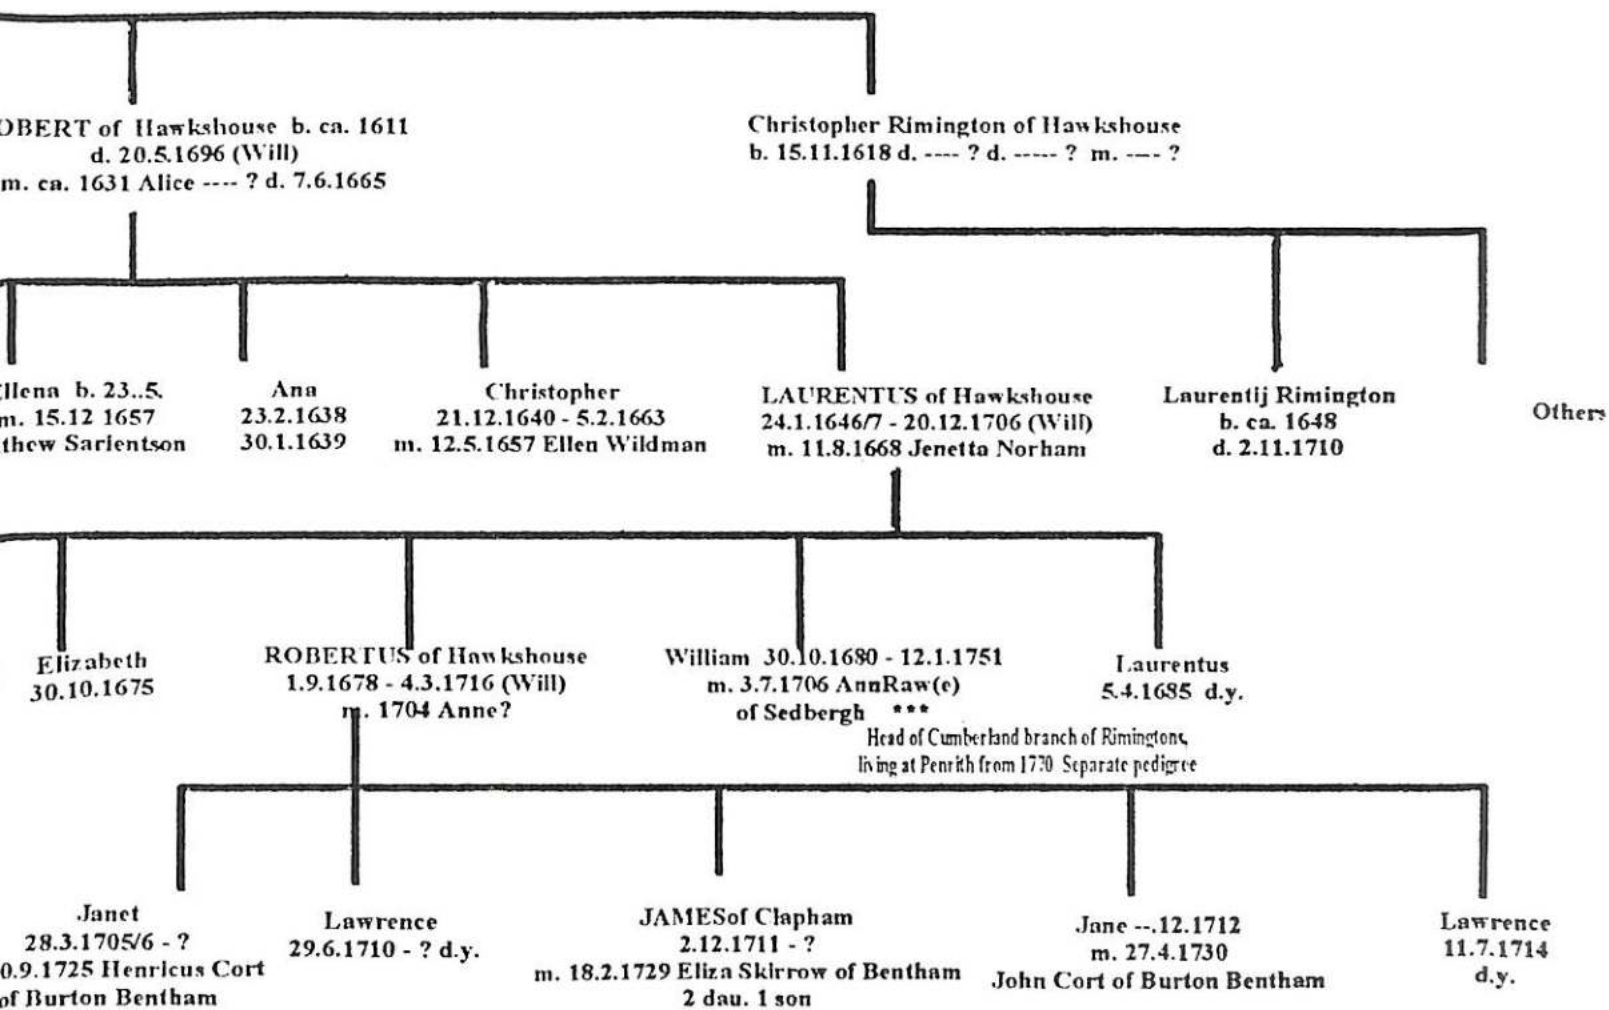 OBERT of Hawkshouse b. ca. 1611
d. 20.5.1696 (Will)
m. ca. 1631 Alice ---- ? d. 7.6.1665
Christopher Rimington of Hawkshouse
b. 15.11.1618 d. ---- ? d. ----- ? m. ---- ?
llena b. 23..5.
m. 15.12 1657
thew Sarientson
Ana
23.2.1638
30.1.1639
Christopher
21.12.1640 - 5.2.1663
m. 12.5.1657 Ellen Wildman
LAURENTUS of Hawkshouse
24.1.1646/7 - 20.12.1706 (Will)
m. 11.8.1668 Jenetta Norham
Laurentij Rimington
b. ca. 1648
d. 2.11.1710
Others
Elizabeth
30.10.1675
ROBERTUS of Hawkshouse
1.9.1678 - 4.3.1716 (Will)
m. 1704 Anne?
William 30.10.1680 - 12.1.1751
m. 3.7.1706 AnnRaw(e)
of Sedbergh ***
Head of Cumberland branch of Rimingtons,
living at Penrith from Separate pedigree
Laurentus
5.4.1685 d.y.
Janet
28.3.1705/6 - ?
0.9.1725 Henricus Cort
of Burton Bentham
Lawrence
29.6.1710 - ? d.y.
JAMESof Clapham
2.12.1711 - ?
m. 18.2.1729 Eliza Skirrow of Bentham
2 dau. 1 son
Jane --.12.1712
m. 27.4.1730
John Cort of Burton Bentham
Lawrence
11.7.1714
d.y.